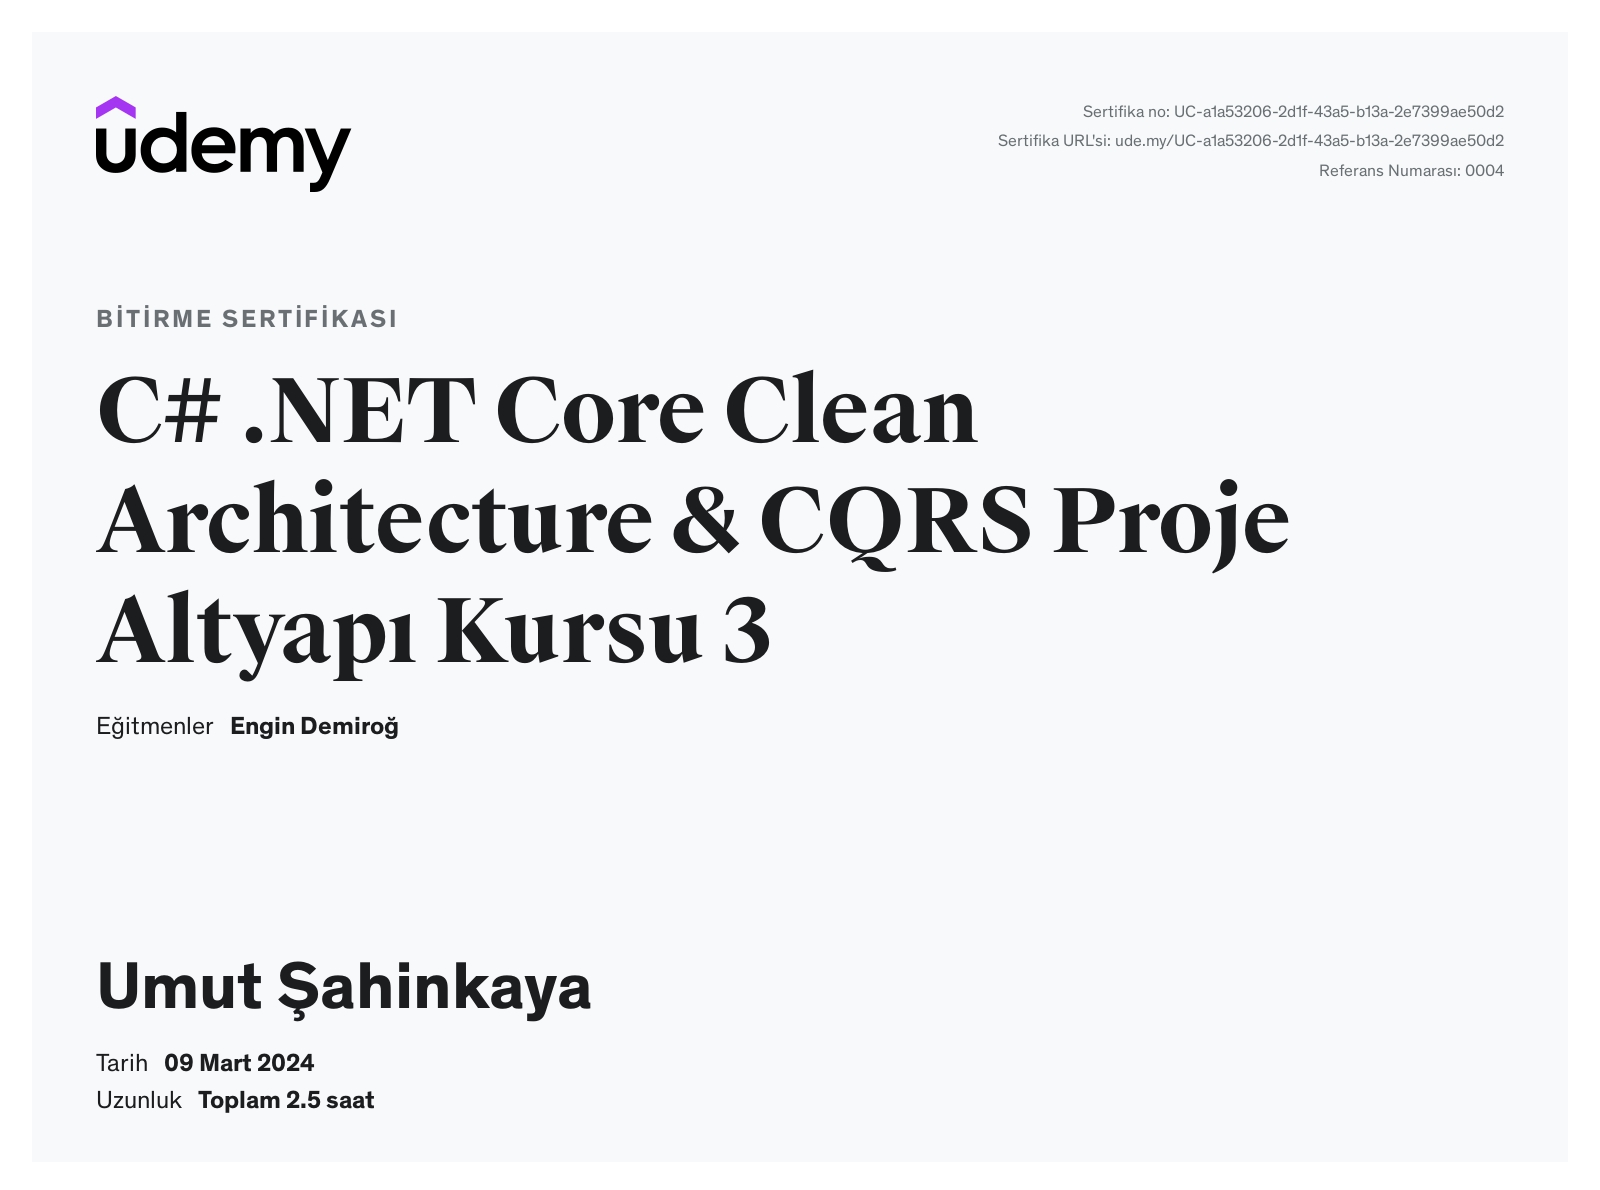 udemy
Sertifika no: UC-a1a53206-2d1f-43a5-b13a-2e7399ae50d2
Sertifika URL'si: ude.my/UC-a1a53206-2d1f-43a5-b13a-2e7399ae50d2
Referans Numarası: 0004
BİTİRME SERTİFİKASI
C# .NET Core Clean
Architecture & CQRS Proje
Altyapı Kursu 3
Eğitmenler Engin Demiroğ
Umut Şahinkaya
Tarih 09 Mart 2024
Uzunluk Toplam 2.5 saat